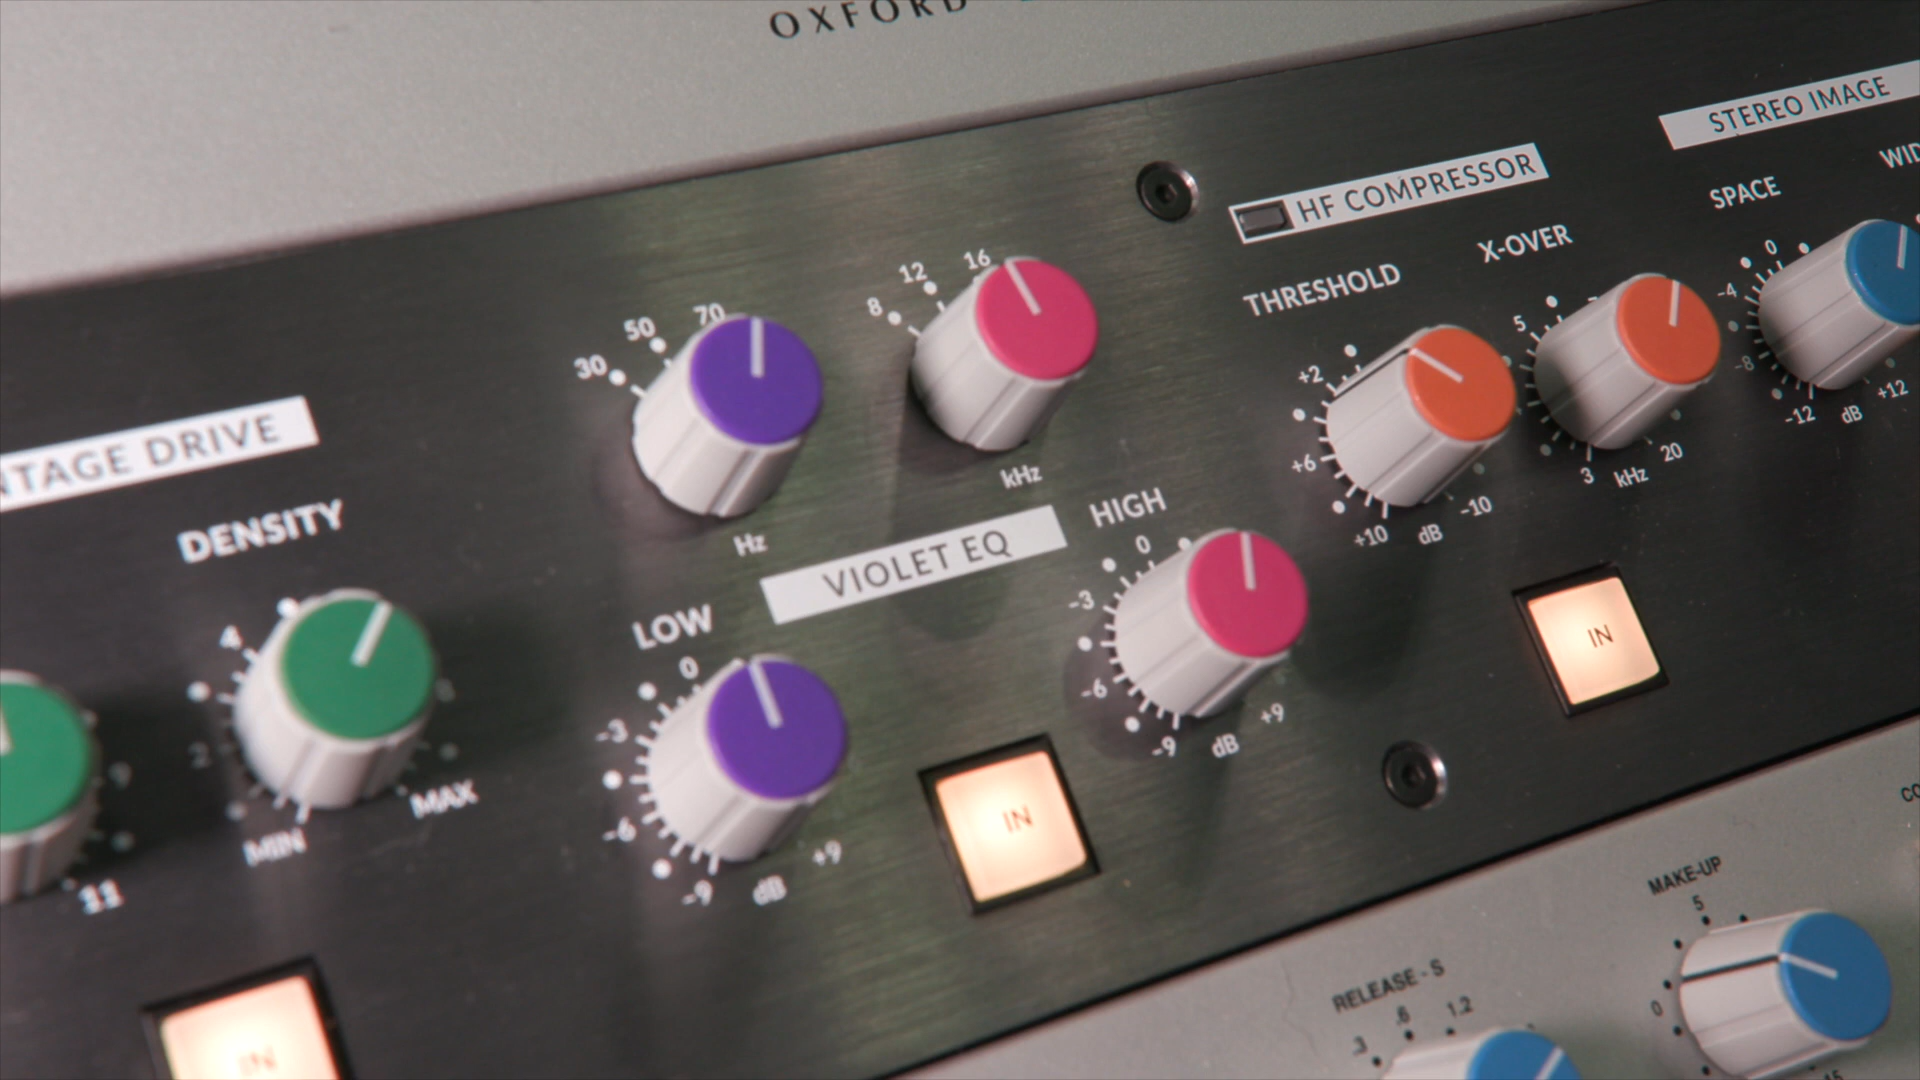 OXFORD
STEREO IMAGE
HF COMPRESSOR
SPACE
X-OVER
THRESHOLD
0
-4
-8
-12 dB +12
5
3 kHz 20
+2
+6
+10 dB -10
IN
8 12 16
kHz
30 50 70
Hz
VIOLET EQ
HIGH
0
-3
-6
-9 dB +9
LOW
0
-3
-6
-9 dB +9
IN
VINTAGE DRIVE
DENSITY
4
2
MIN MAX
9
11
IN
MAKE-UP
5
0
15
RELEASE - S
.3 .6 1.2